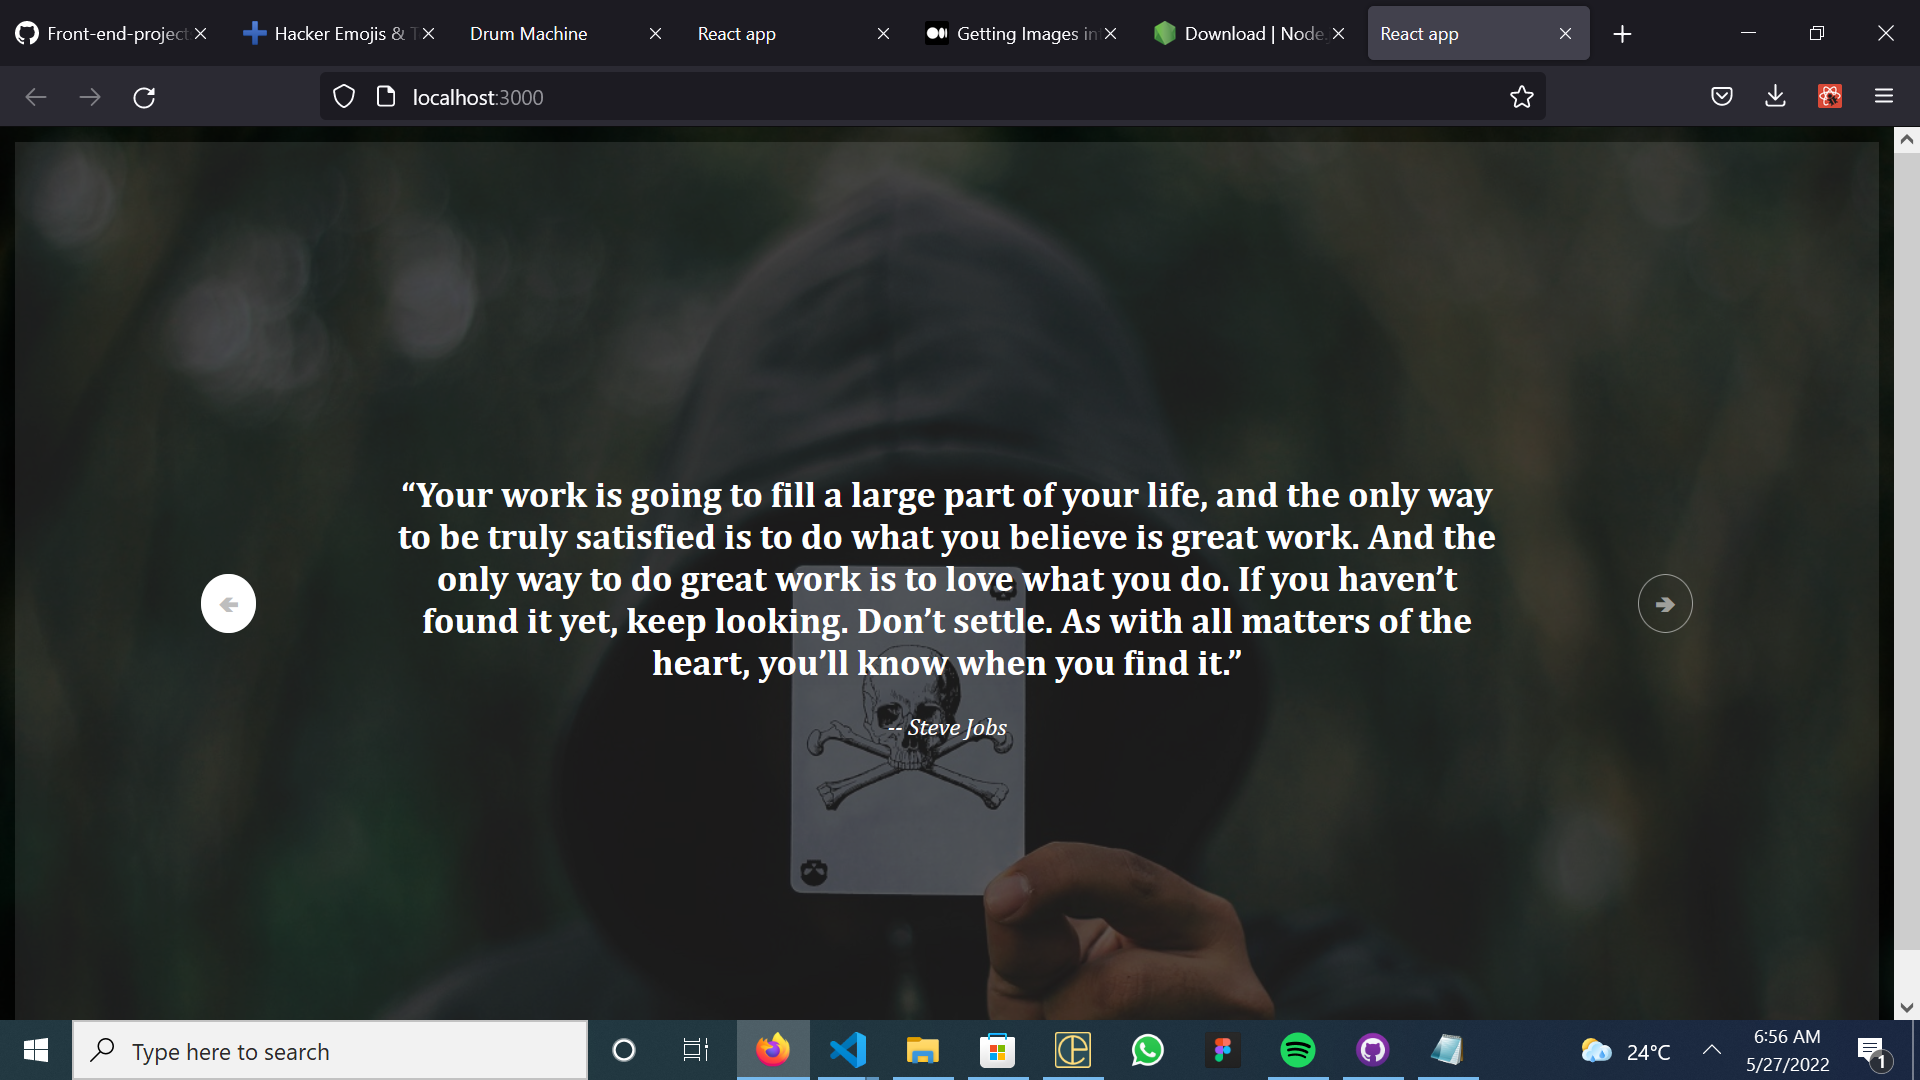 Front-end-project
Hacker Emojis & T
Drum Machine
React app
Getting Images in
Download | Node.
React app
localhost:3000
“Your work is going to fill a large part of your life, and the only way
to be truly satisfied is to do what you believe is great work. And the
only way to do great work is to love what you do. If you haven’t
found it yet, keep looking. Don’t settle. As with all matters of the
heart, you’ll know when you find it.”
-- Steve Jobs
Type here to search
24°C
6:56 AM
5/27/2022
1